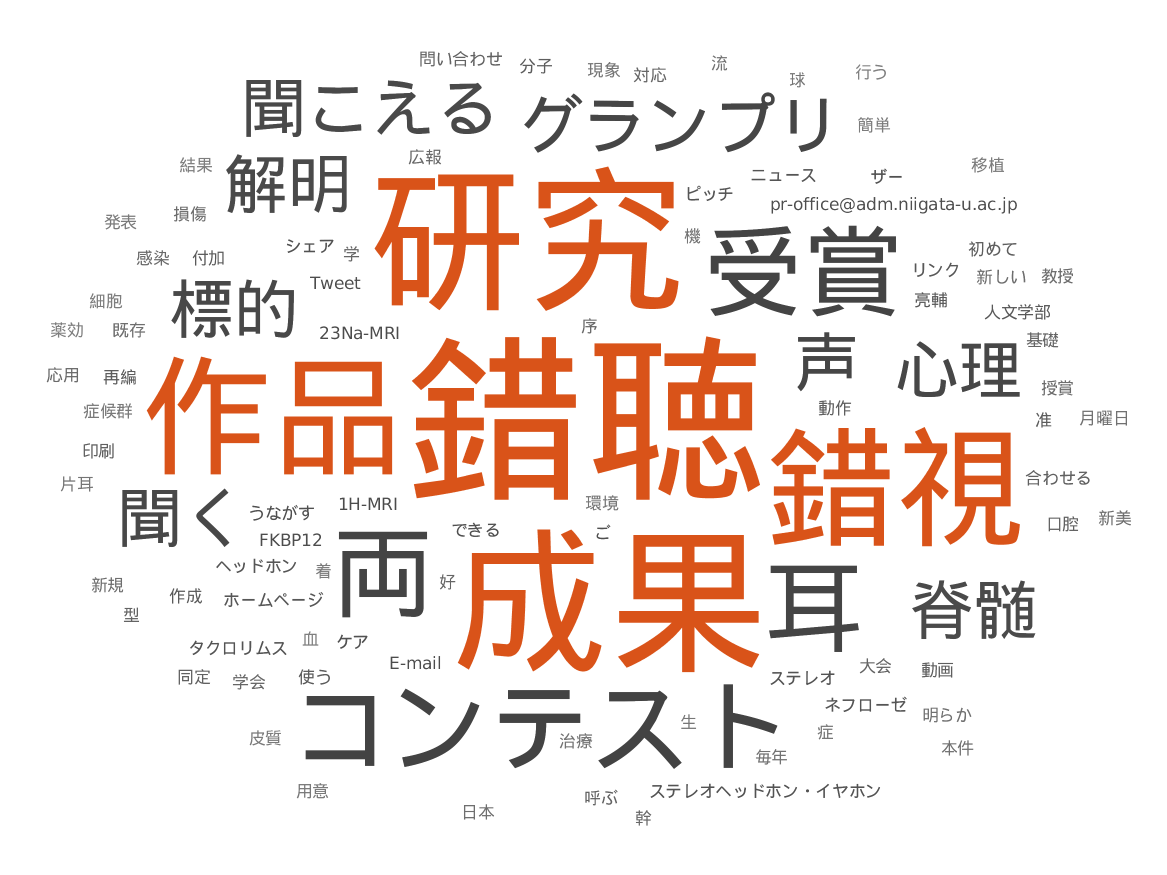 問い合わせ 分子 現象 対応 流 球 行う
聞こえる グランプリ 簡単
結果 解明 広報 移植
研究 ピッチ ニュース ザー
pr-office@adm.niigata-u.ac.jp
発表 損傷 機 受賞
感染 付加 シェア 学 初めて
Tweet リンク 新しい 教授
細胞 標的 亮輔 人文学部
薬効 既存 23Na-MRI 序 基礎
応用 再編 声 心理
症候群 作品 錯聴 動作 授賞
准 月曜日
印刷 錯視
片耳 合わせる
聞く うながす 1H-MRI 環境 口腔 新美
FKBP12 両 できる ご
ヘッドホン 着 好 成果 耳 脊髄
新規 作成 ホームページ
型
タクロリムス 血 ケア
同定 学会 使う E-mail ステレオ 大会 動画
コンテスト 生 ネフローゼ 明らか
皮質 治療 毎年 症 本件
用意 呼ぶ ステレオヘッドホン・イヤホン
日本 幹